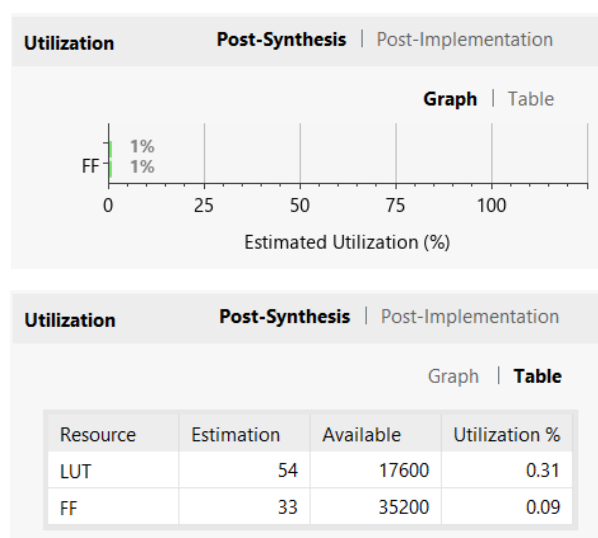 Utilization Post-Synthesis | Post-Implementation
Graph | Table
1%
FF 1%
0 25 50 75 100
Estimated Utilization (%)
Utilization Post-Synthesis | Post-Implementation
Graph | Table
Resource Estimation Available Utilization %
LUT 54 17600 0.31
FF 33 35200 0.09